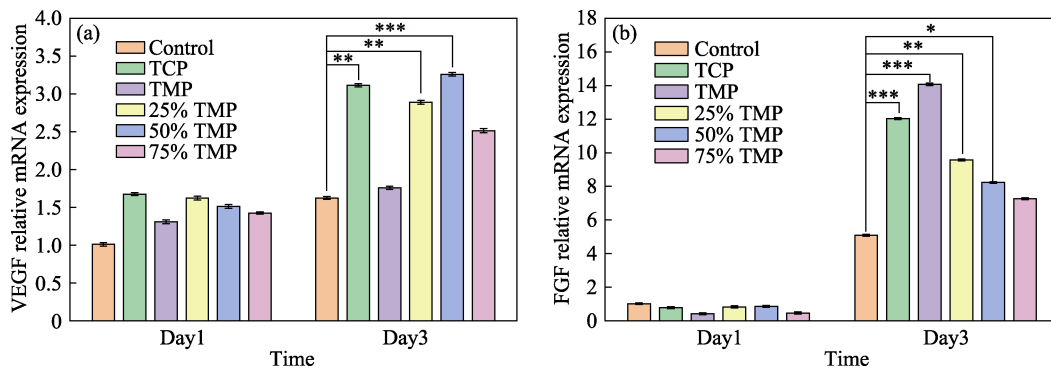 (a)
VEGF relative mRNA expression
4.0
3.5
3.0
2.5
2.0
1.5
1.0
0.5
0
Control
TCP
TMP
25% TMP
50% TMP
75% TMP
***
**
**
Day1
Day3
Time
(b)
FGF relative mRNA expression
18
16
14
12
10
8
6
4
2
0
Control
TCP
TMP
25% TMP
50% TMP
75% TMP
*
**
***
***
Day1
Day3
Time